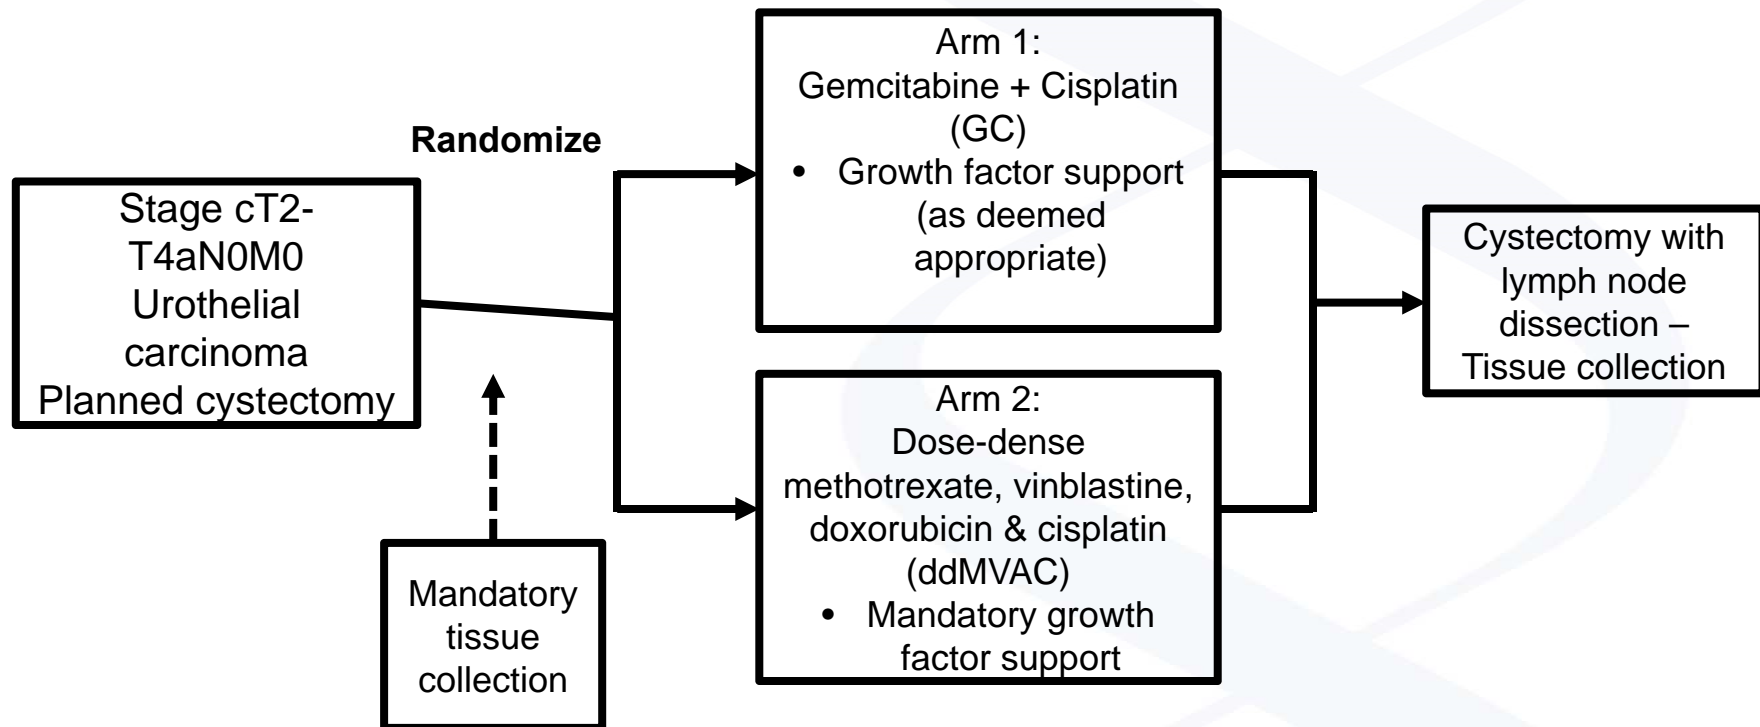 Stage cT2-
T4aN0M0
Urothelial
carcinoma
Planned cystectomy
Randomize
Mandatory
tissue
collection
Arm 1:
Gemcitabine + Cisplatin
(GC)
• Growth factor support
(as deemed
appropriate)
Arm 2:
Dose-dense
methotrexate, vinblastine,
doxorubicin & cisplatin
(ddMVAC)
• Mandatory growth
factor support
Cystectomy with
lymph node
dissection –
Tissue collection